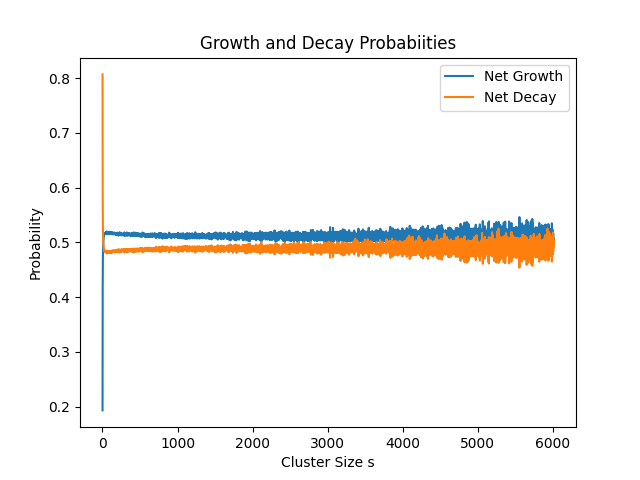 Growth and Decay Probabiities
Net Growth
Net Decay
0.8
0.7
0.6
0.5
0.4
0.3
0.2
Probability
0 1000 2000 3000 4000 5000 6000
Cluster Size s